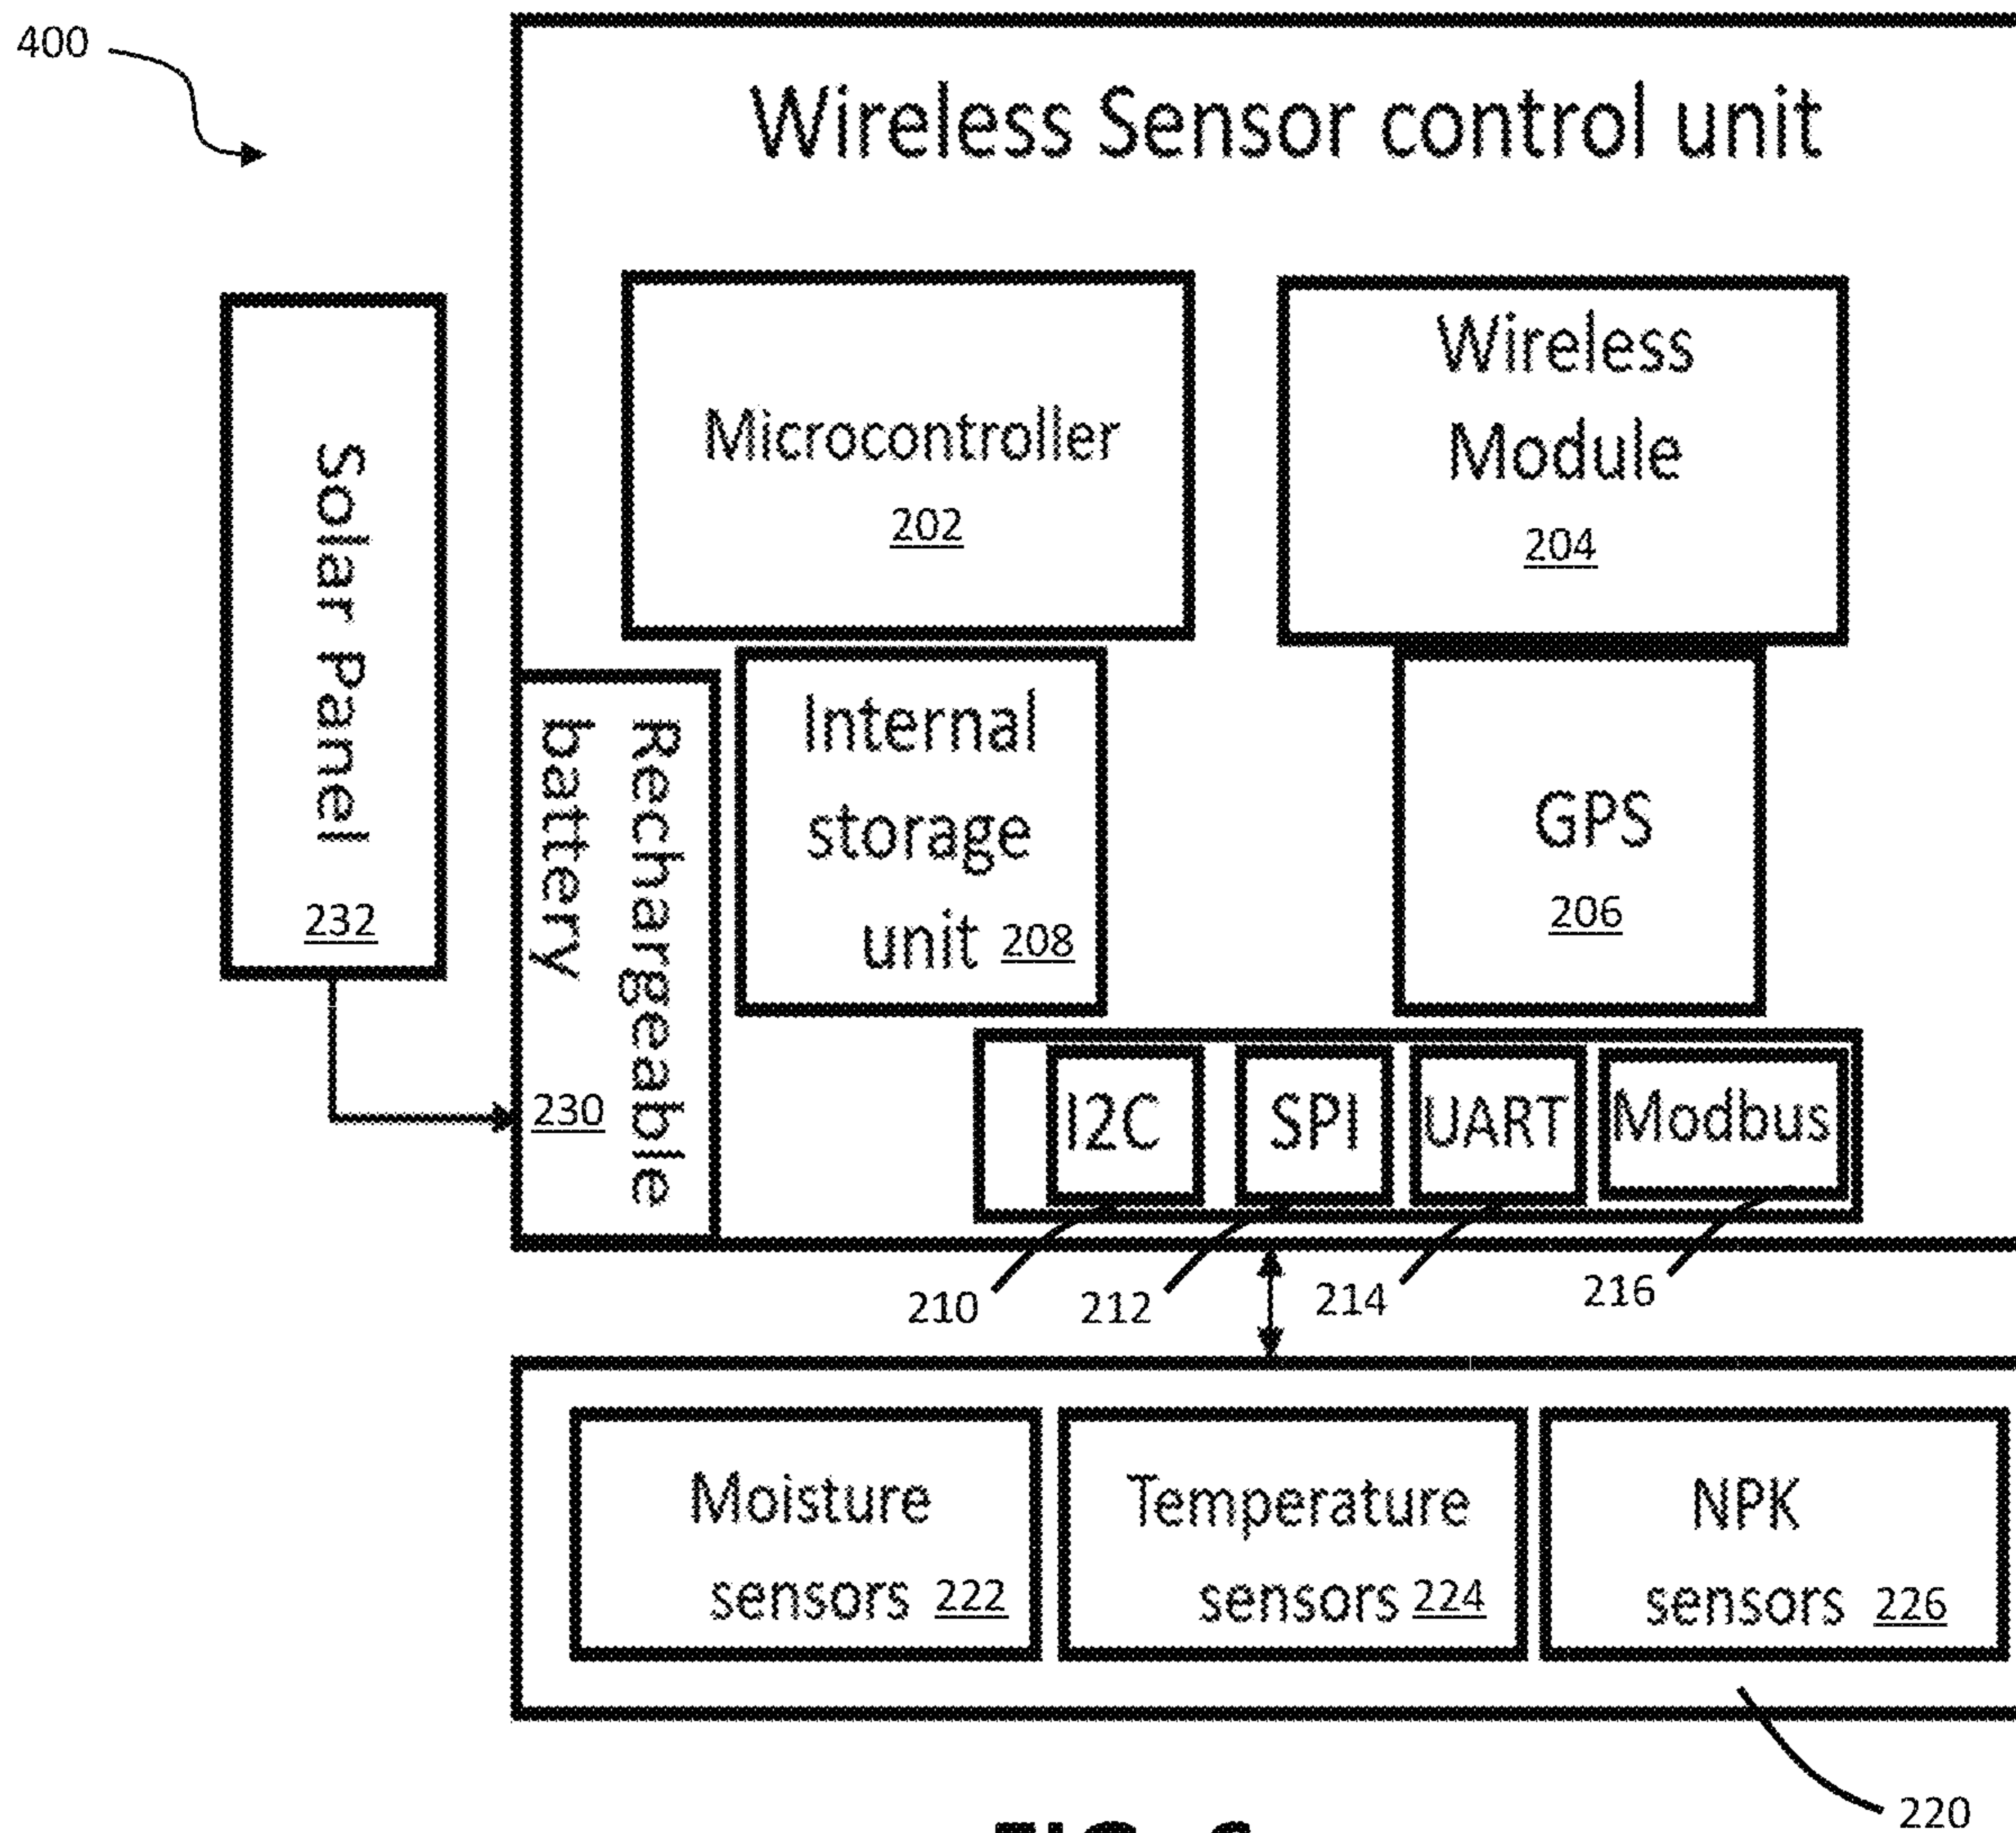 400
Wireless Sensor control unit
Microcontroller
202
Wireless
Module
204
Solar Panel
232
Rechargeable
battery
230
Internal
storage
unit 208
GPS
206
I2C
SPI
UART
Modbus
210
212
214
216
Moisture
sensors 222
Temperature
sensors 224
NPK
sensors 226
220